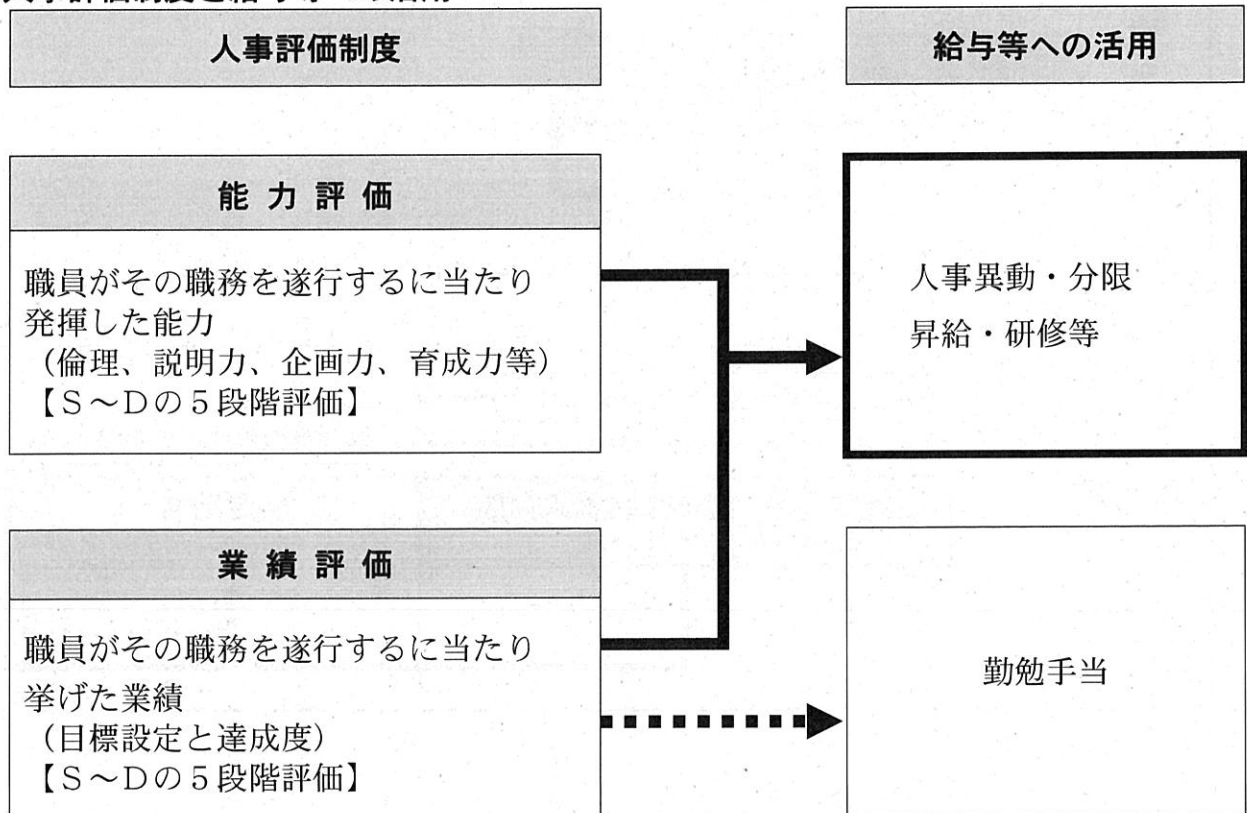 人事評価制度
給与等への活用
能力評価
職員がその職務を遂行するに当たり
発揮した能力
（倫理、説明力、企画力、育成力等）
【Ｓ～Ｄの５段階評価】
人事異動・分限
昇給・研修等
業績評価
職員がその職務を遂行するに当たり
挙げた業績
（目標設定と達成度）
【Ｓ～Ｄの５段階評価】
勤勉手当